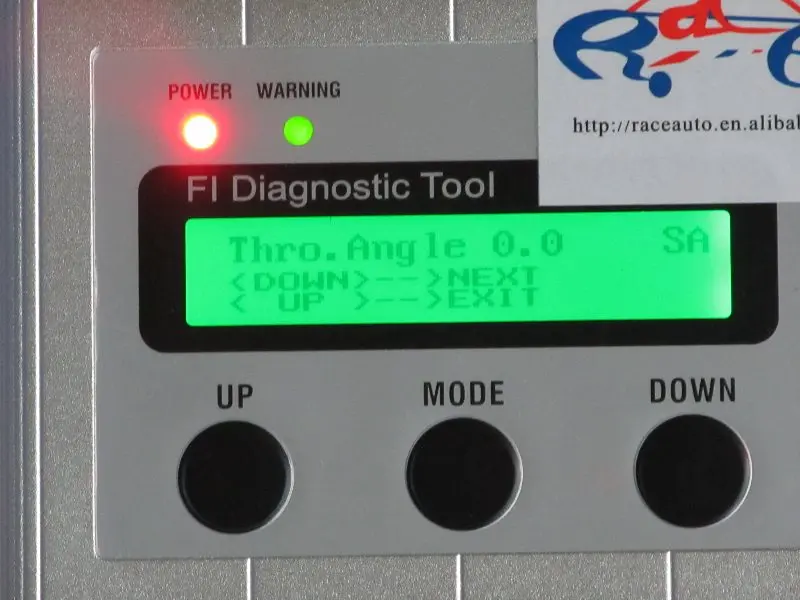 POWER WARNING
http://raceauto.en.alibab
FI Diagnostic Tool
Thro.Angle 0.0 SA
<DOWN>-->NEXT
< UP >-->EXIT
UP MODE DOWN